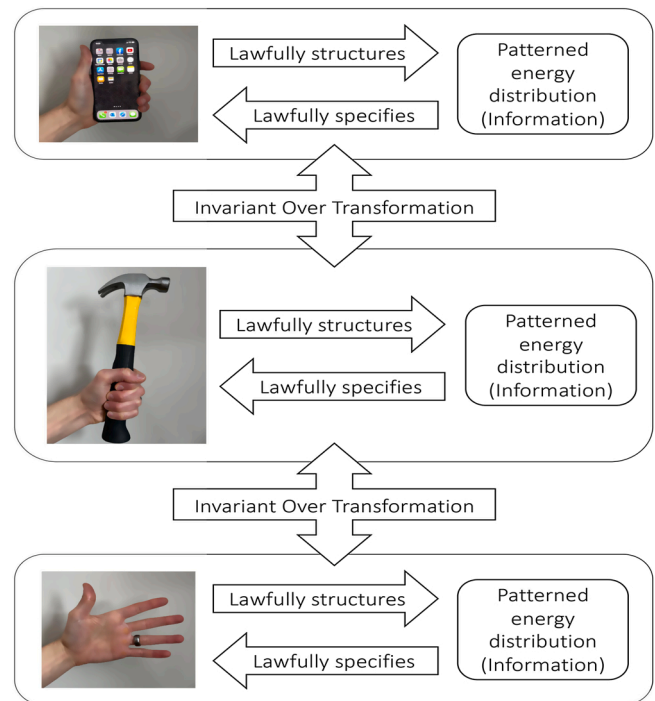 Lawfully structures
Lawfully specifies
Patterned
energy
distribution
(Information)
Invariant Over Transformation
Lawfully structures
Lawfully specifies
Patterned
energy
distribution
(Information)
Invariant Over Transformation
Lawfully structures
Lawfully specifies
Patterned
energy
distribution
(Information)